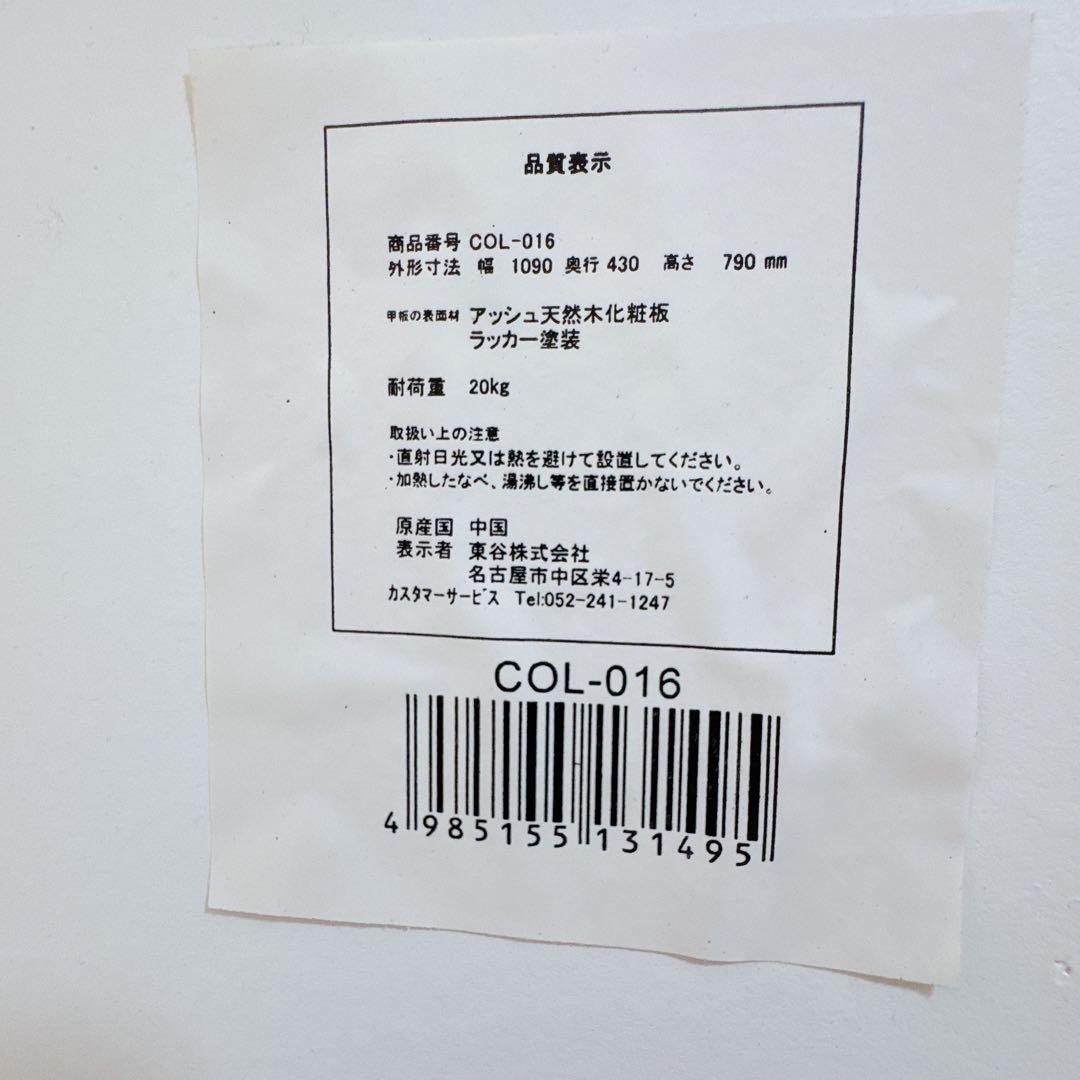 品質表示
商品番号 COL-016
外形寸法 幅 1090 奥行 430 高さ 790 mm
甲板の表面材 アッシュ天然木化粧板
ラッカー塗装
耐荷重 20kg
取扱い上の注意
・直射日光又は熱を避けて設置してください。
・加熱したなべ、湯沸し等を直接置かないでください。
原産国 中国
表示者 東谷株式会社
名古屋市中区栄4-17-5
カスタマーサービス Tel:052-241-1247
COL-016
4 985155 131495